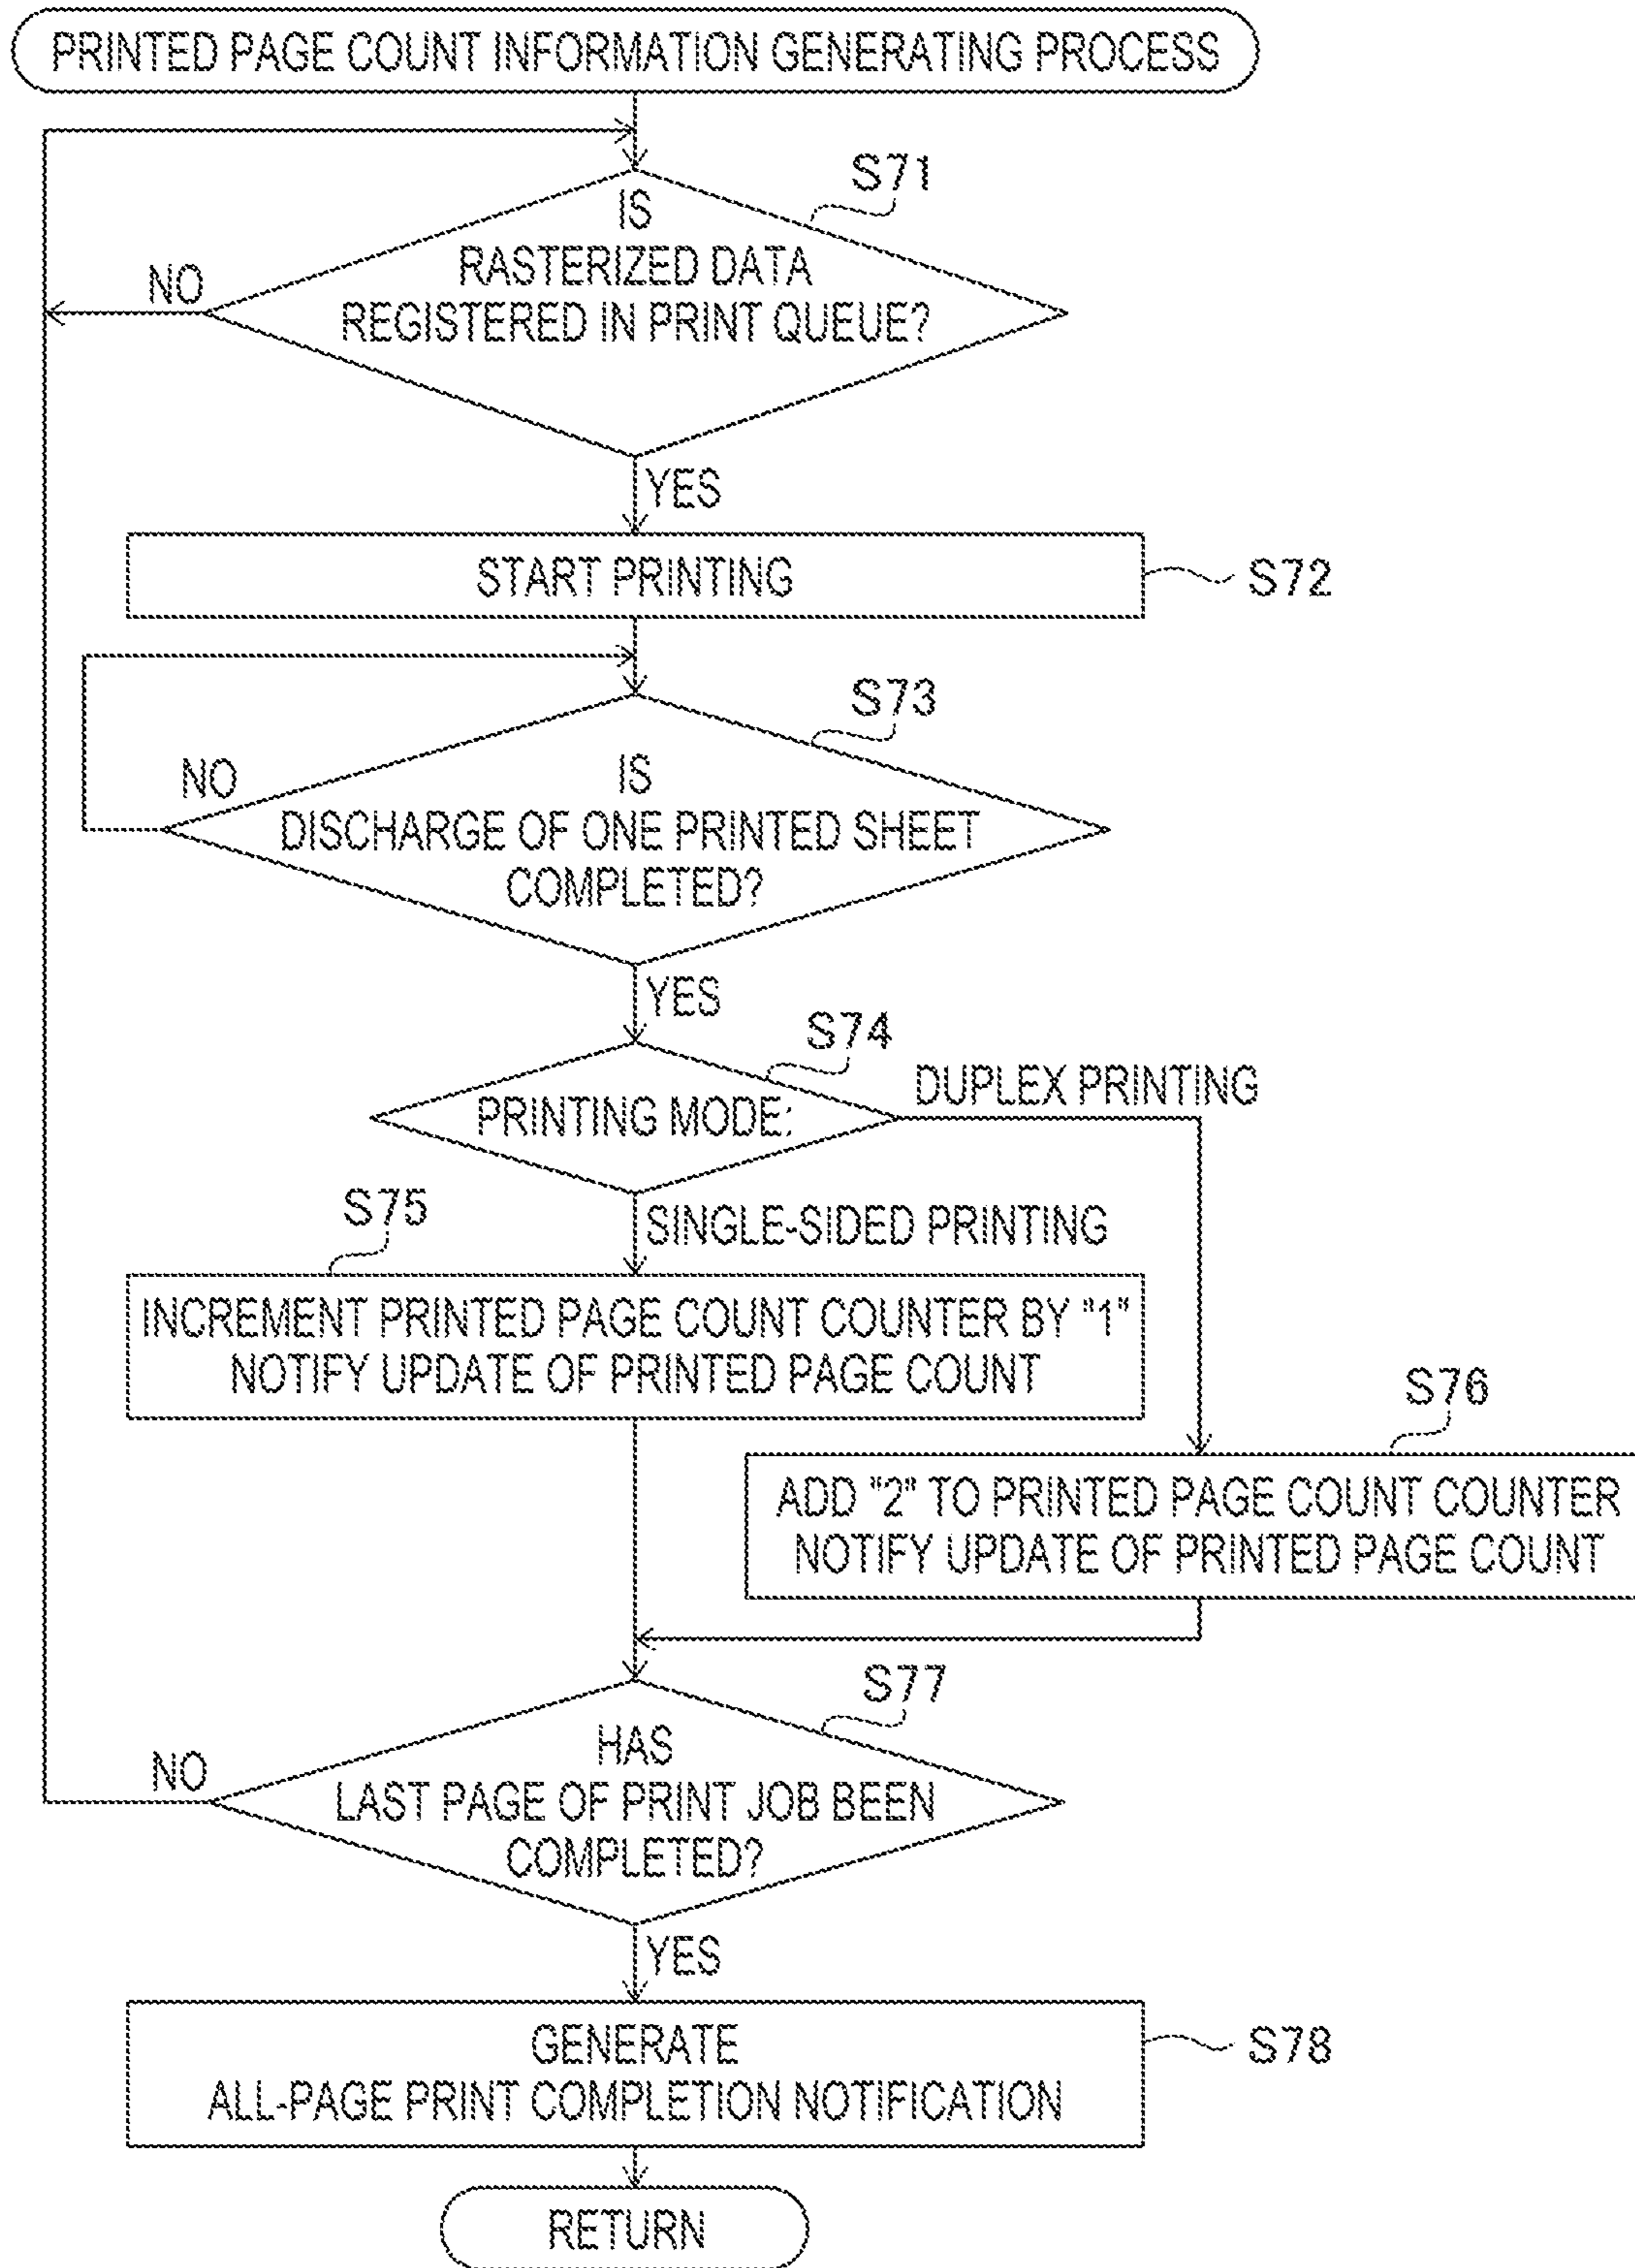 PRINTED PAGE COUNT INFORMATION GENERATING PROCESS
S71
IS
RASTERIZED DATA
REGISTERED IN PRINT QUEUE?
NO
YES
START PRINTING
S72
S73
IS
DISCHARGE OF ONE PRINTED SHEET
COMPLETED?
NO
YES
S74
PRINTING MODE:
DUPLEX PRINTING
SINGLE-SIDED PRINTING
S75
INCREMENT PRINTED PAGE COUNT COUNTER BY "1"
NOTIFY UPDATE OF PRINTED PAGE COUNT
S76
ADD "2" TO PRINTED PAGE COUNT COUNTER
NOTIFY UPDATE OF PRINTED PAGE COUNT
S77
HAS
LAST PAGE OF PRINT JOB BEEN
COMPLETED?
NO
YES
GENERATE
ALL-PAGE PRINT COMPLETION NOTIFICATION
S78
RETURN